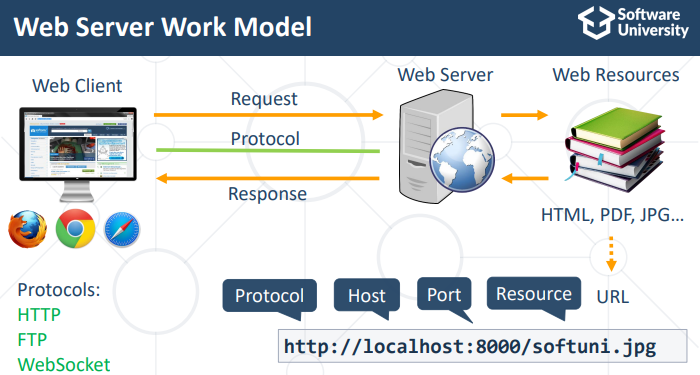 Web Server Work Model
Software
University
Web Client
Web Server
Web Resources
Request
Protocol
Response
HTML, PDF, JPG...
Protocols:
HTTP
FTP
WebSocket
Protocol
Host
Port
Resource
URL
http://localhost:8000/softuni.jpg